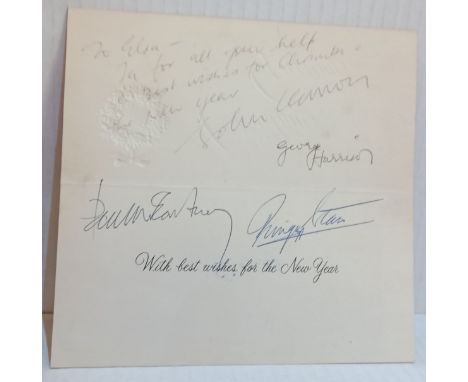 To Elsa -
Ta for all your help
& best wishes for Christmas &
New Year
John Lennon
George
Harrison
Paul McCartney
Ringo Starr
With best wishes for the New Year